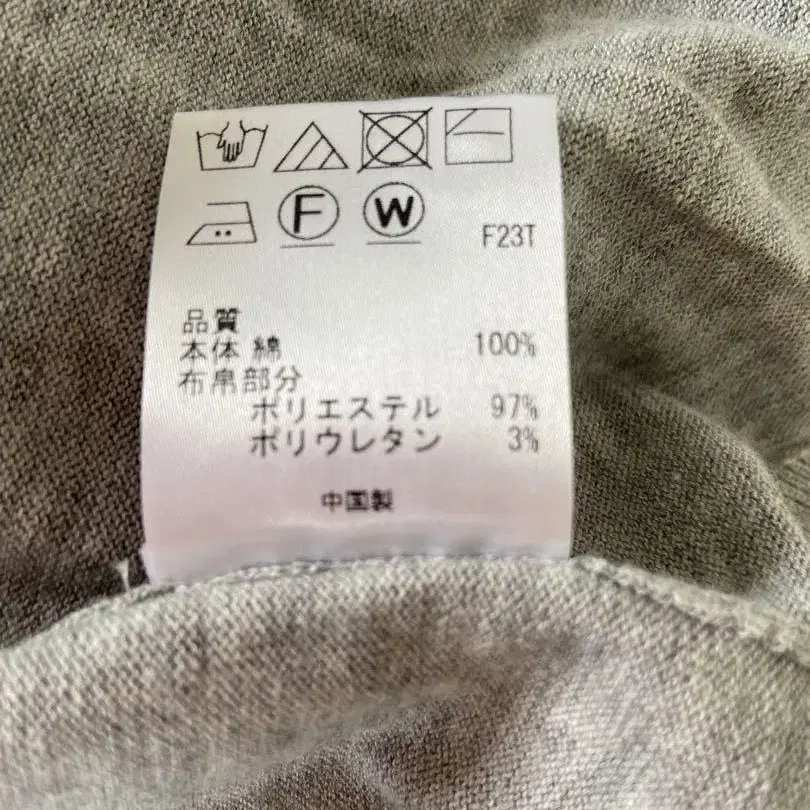 F W F23T
品質
本体 綿 100%
布帛部分
ポリエステル 97%
ポリウレタン 3%
中国製